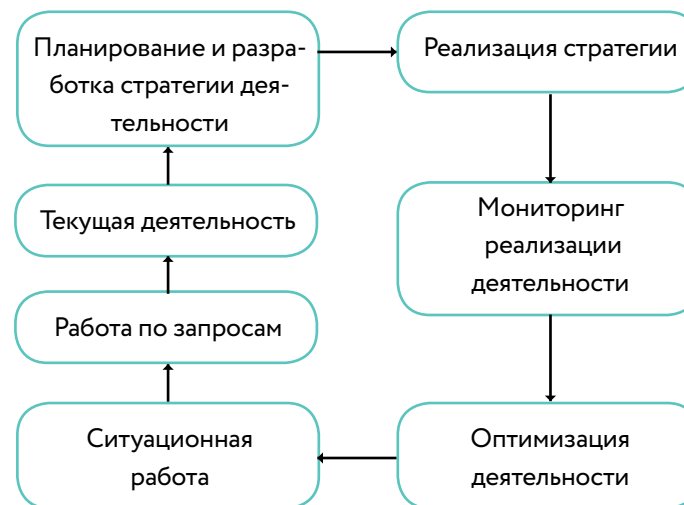 Планирование и разра-
ботка стратегии дея-
тельности
Реализация стратегии
Текущая деятельность
Мониторинг
реализации
деятельности
Работа по запросам
Ситуационная
работа
Оптимизация
деятельности